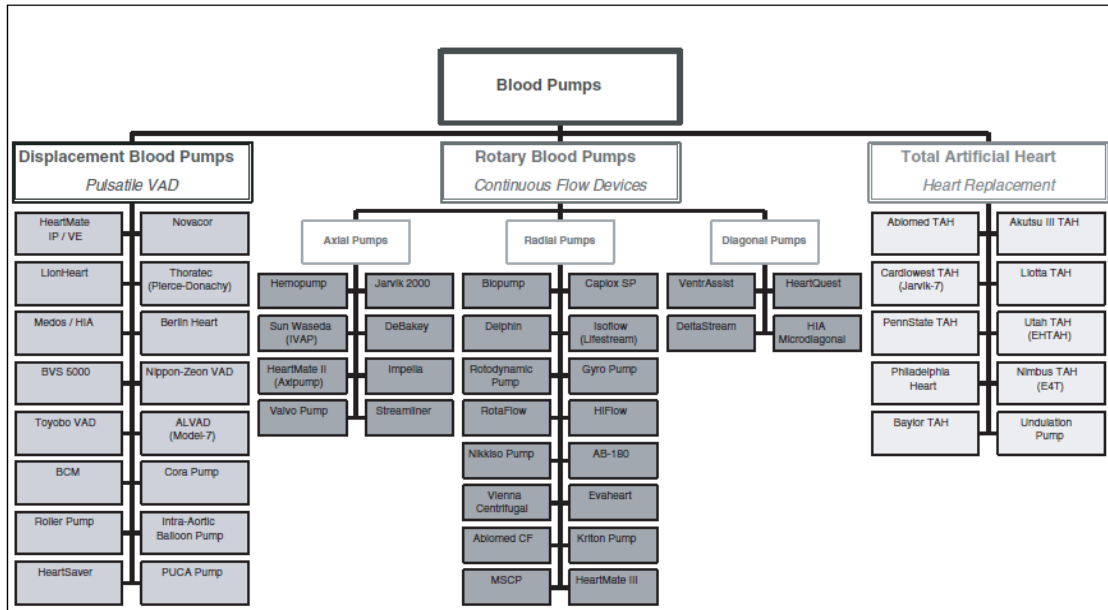 Blood Pumps
Displacement Blood Pumps
Pulsatile VAD
Rotary Blood Pumps
Continuous Flow Devices
Total Artificial Heart
Heart Replacement
HeartMate
IP / VE
Novacor
LionHeart
Thoratec
(Pierce-Donachy)
Medos / HIA
Berlin Heart
BVS 5000
Nippon-Zeon VAD
Toyobo VAD
ALVAD
(Model-7)
BCM
Cora Pump
Roller Pump
Intra-Aortic
Balloon Pump
HeartSaver
PUCA Pump
Axial Pumps
Radial Pumps
Diagonal Pumps
Hemopump
Jarvik 2000
Sun Waseda
(IVAP)
DeBakey
HeartMate II
(Axipump)
Impella
Valvo Pump
Streamliner
Biopump
Capiox SP
Delphin
Isoflow
(Lifestream)
Rotodynamic
Pump
Gyro Pump
RotaFlow
HiFlow
Nikkiso Pump
AB-180
Vienna
Centrifugal
Evaheart
Abiomed CF
Kriton Pump
MSCP
HeartMate III
VentrAssist
HeartQuest
DeltaStream
HIA
Microdiagonal
Abiomed TAH
Akutsu III TAH
Cardiowest TAH
(Jarvik-7)
Liotta TAH
PennState TAH
Utah TAH
(EHTAH)
Philadelphia
Heart
Nimbus TAH
(E4T)
Baylor TAH
Undulation
Pump